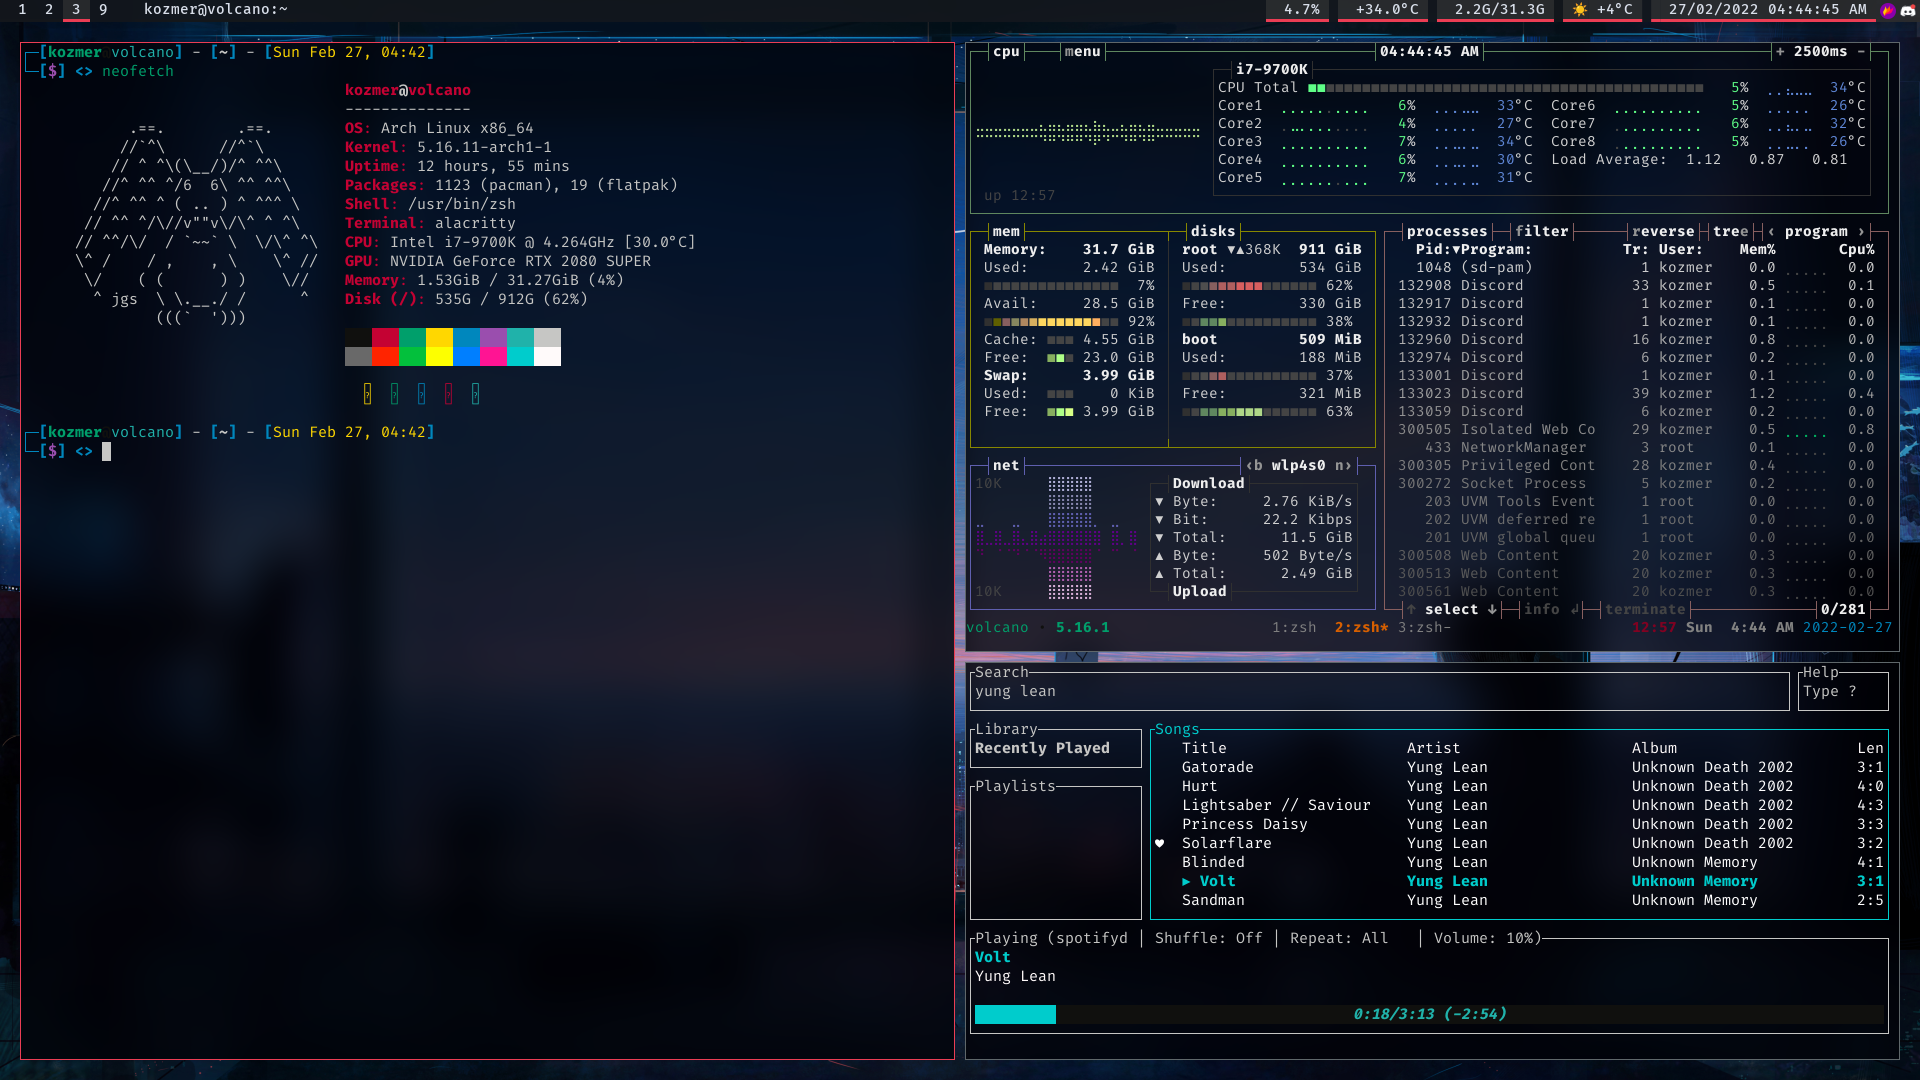 1 2 3 9 kozmer@volcano:~ 4.7% +34.0°C 2.2G/31.3G +4°C 27/02/2022 04:44:45 AM
[kozmer volcano] - [~] - [Sun Feb 27, 04:42]
[$] <> neofetch
kozmer@volcano
--------------
OS: Arch Linux x86_64
Kernel: 5.16.11-arch1-1
Uptime: 12 hours, 55 mins
Packages: 1123 (pacman), 19 (flatpak)
Shell: /usr/bin/zsh
Terminal: alacritty
CPU: Intel i7-9700K @ 4.264GHz [30.0°C]
GPU: NVIDIA GeForce RTX 2080 SUPER
Memory: 1.53GiB / 31.27GiB (4%)
Disk (/): 535G / 912G (62%)
jgs
[kozmer volcano] - [~] - [Sun Feb 27, 04:42]
[$] <>
cpu menu 04:44:45 AM + 2500ms -
i7-9700K
CPU Total 5% 34°C
Core1 6% 33°C Core6 5% 26°C
Core2 4% 27°C Core7 6% 32°C
Core3 7% 34°C Core8 5% 26°C
Core4 6% 30°C Load Average: 1.12 0.87 0.81
Core5 7% 31°C
up 12:57
mem disks
Memory: 31.7 GiB root ▼▲368K 911 GiB
Used: 2.42 GiB Used: 534 GiB
7% 62%
Avail: 28.5 GiB Free: 330 GiB
92% 38%
Cache: 4.55 GiB boot 509 MiB
Free: 23.0 GiB Used: 188 MiB
Swap: 3.99 GiB 37%
Used: 0 KiB Free: 321 MiB
Free: 3.99 GiB 63%
processes filter reverse tree ‹ program ›
Pid:▼Program: Tr: User: Mem% Cpu%
1048 (sd-pam) 1 kozmer 0.0 0.0
132908 Discord 33 kozmer 0.5 0.1
132917 Discord 1 kozmer 0.1 0.0
132932 Discord 1 kozmer 0.1 0.0
132960 Discord 16 kozmer 0.8 0.0
132974 Discord 6 kozmer 0.2 0.0
133001 Discord 1 kozmer 0.1 0.0
133023 Discord 39 kozmer 1.2 0.4
133059 Discord 6 kozmer 0.2 0.0
300505 Isolated Web Co 29 kozmer 0.5 0.8
433 NetworkManager 3 root 0.1 0.0
300305 Privileged Cont 28 kozmer 0.4 0.0
300272 Socket Process 5 kozmer 0.2 0.0
203 UVM Tools Event 1 root 0.0 0.0
202 UVM deferred re 1 root 0.0 0.0
201 UVM global queu 1 root 0.0 0.0
300508 Web Content 20 kozmer 0.3 0.0
300513 Web Content 20 kozmer 0.3 0.0
300561 Web Content 20 kozmer 0.3 0.0
↑ select ↓ info ↲ terminate 0/281
net ‹b wlp4s0 n›
10K
Download
▼ Byte: 2.76 KiB/s
▼ Bit: 22.2 Kibps
▼ Total: 11.5 GiB
▲ Byte: 502 Byte/s
▲ Total: 2.49 GiB
10K
Upload
volcano · 5.16.1 1:zsh 2:zsh* 3:zsh- 12:57 Sun 4:44 AM 2022-02-27
Search
yung lean
Help
Type ?
Library
Recently Played
Playlists
Songs
Title Artist Album Len
Gatorade Yung Lean Unknown Death 2002 3:1
Hurt Yung Lean Unknown Death 2002 4:0
Lightsaber // Saviour Yung Lean Unknown Death 2002 4:3
Princess Daisy Yung Lean Unknown Death 2002 3:3
♥ Solarflare Yung Lean Unknown Death 2002 3:2
Blinded Yung Lean Unknown Memory 4:1
▶ Volt Yung Lean Unknown Memory 3:1
Sandman Yung Lean Unknown Memory 2:5
Playing (spotifyd | Shuffle: Off | Repeat: All | Volume: 10%)
Volt
Yung Lean
0:18/3:13 (-2:54)